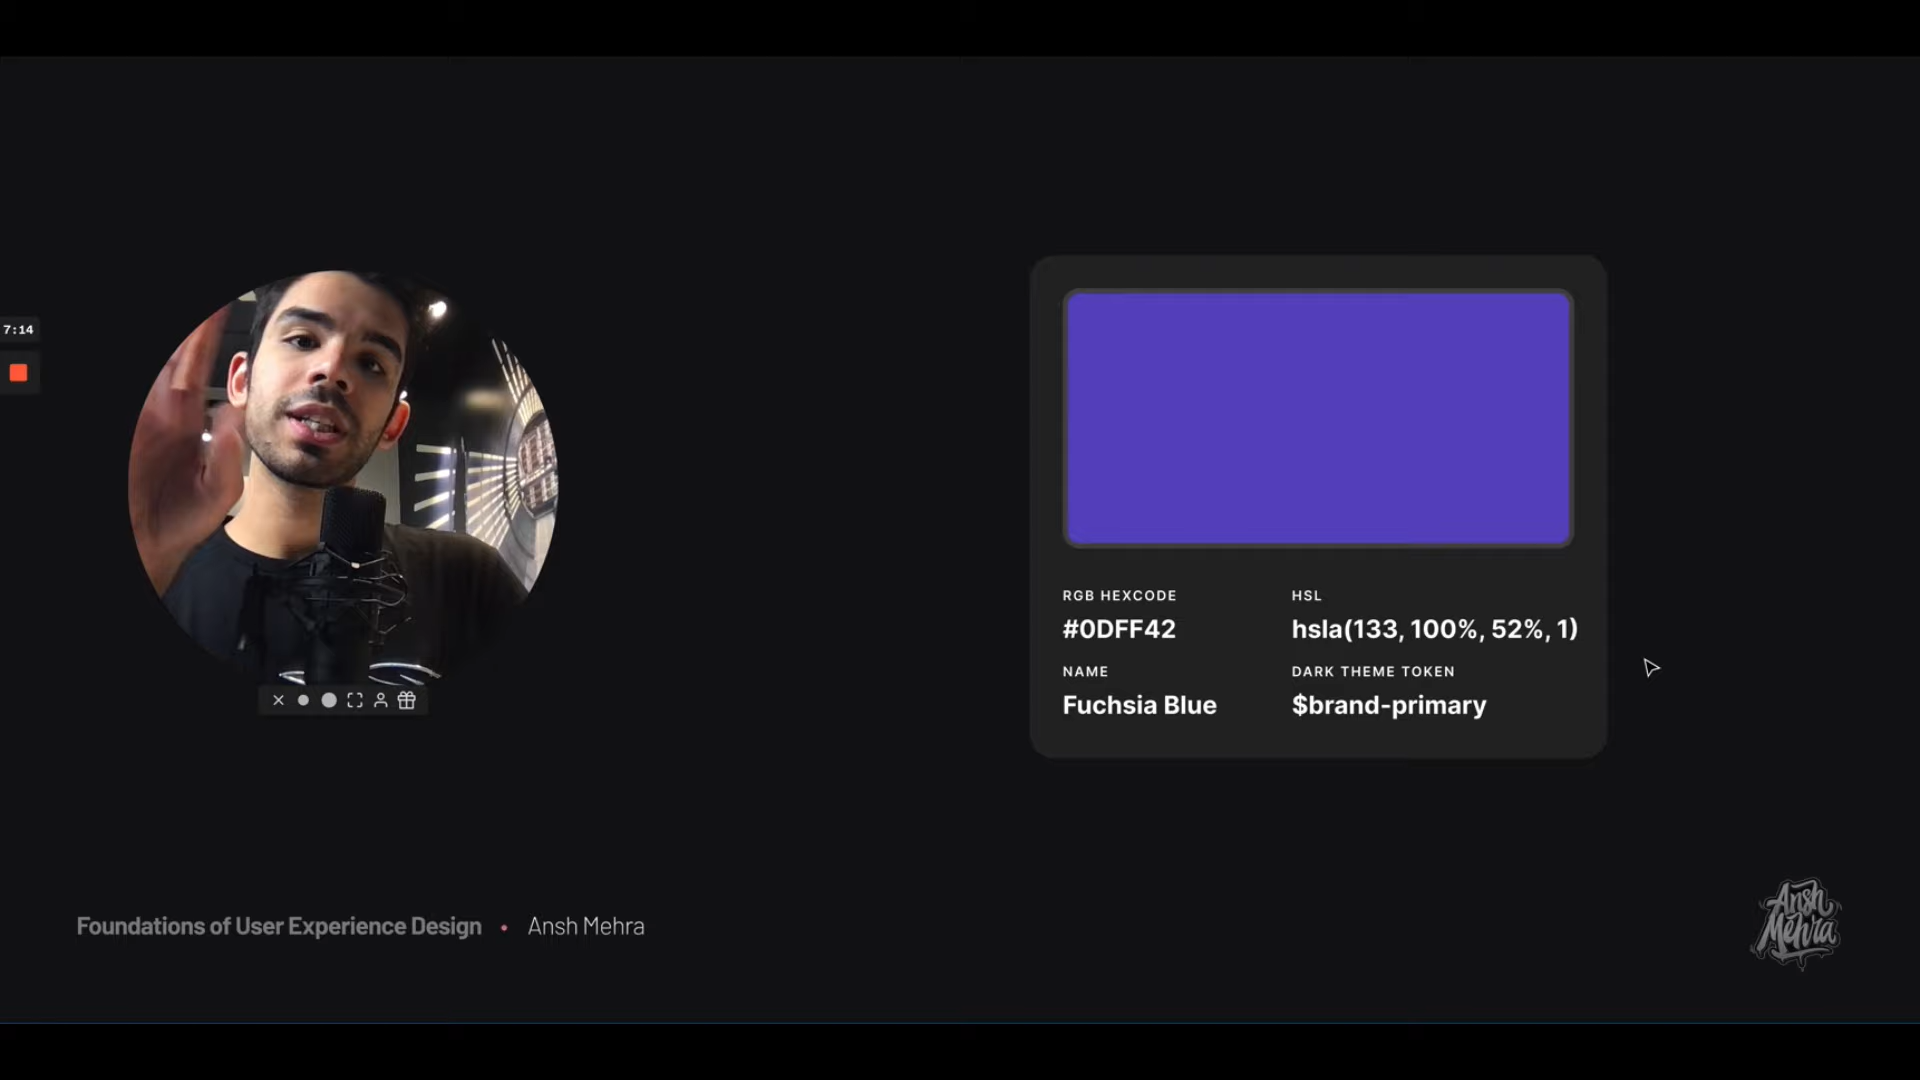 7:14
RGB HEXCODE
HSL
#0DFF42
hsla(133, 100%, 52%, 1)
NAME
DARK THEME TOKEN
Fuchsia Blue
$brand-primary
Foundations of User Experience Design • Ansh Mehra
Ansh
Mehra